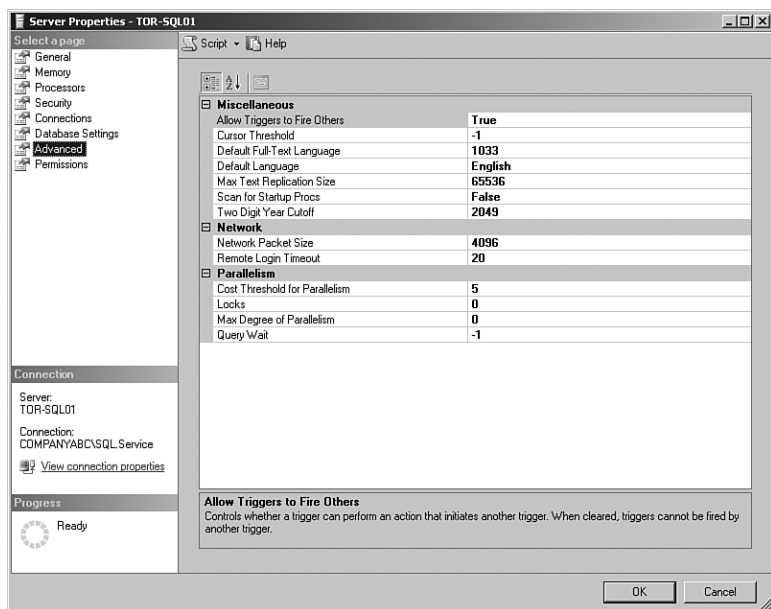 Server Properties - TOR-SQL01
Select a page
General
Memory
Processors
Security
Connections
Database Settings
Advanced
Permissions
Script Help
Miscellaneous
Allow Triggers to Fire Others True
Cursor Threshold -1
Default Full-Text Language 1033
Default Language English
Max Text Replication Size 65536
Scan for Startup Procs False
Two Digit Year Cutoff 2049
Network
Network Packet Size 4096
Remote Login Timeout 20
Parallelism
Cost Threshold for Parallelism 5
Locks 0
Max Degree of Parallelism 0
Query Wait -1
Connection
Server:
TOR-SQL01
Connection:
COMPANYABC\SQL.Service
View connection properties
Progress
Ready
Allow Triggers to Fire Others
Controls whether a trigger can perform an action that initiates another trigger. When cleared, triggers cannot be fired by
another trigger.
OK Cancel